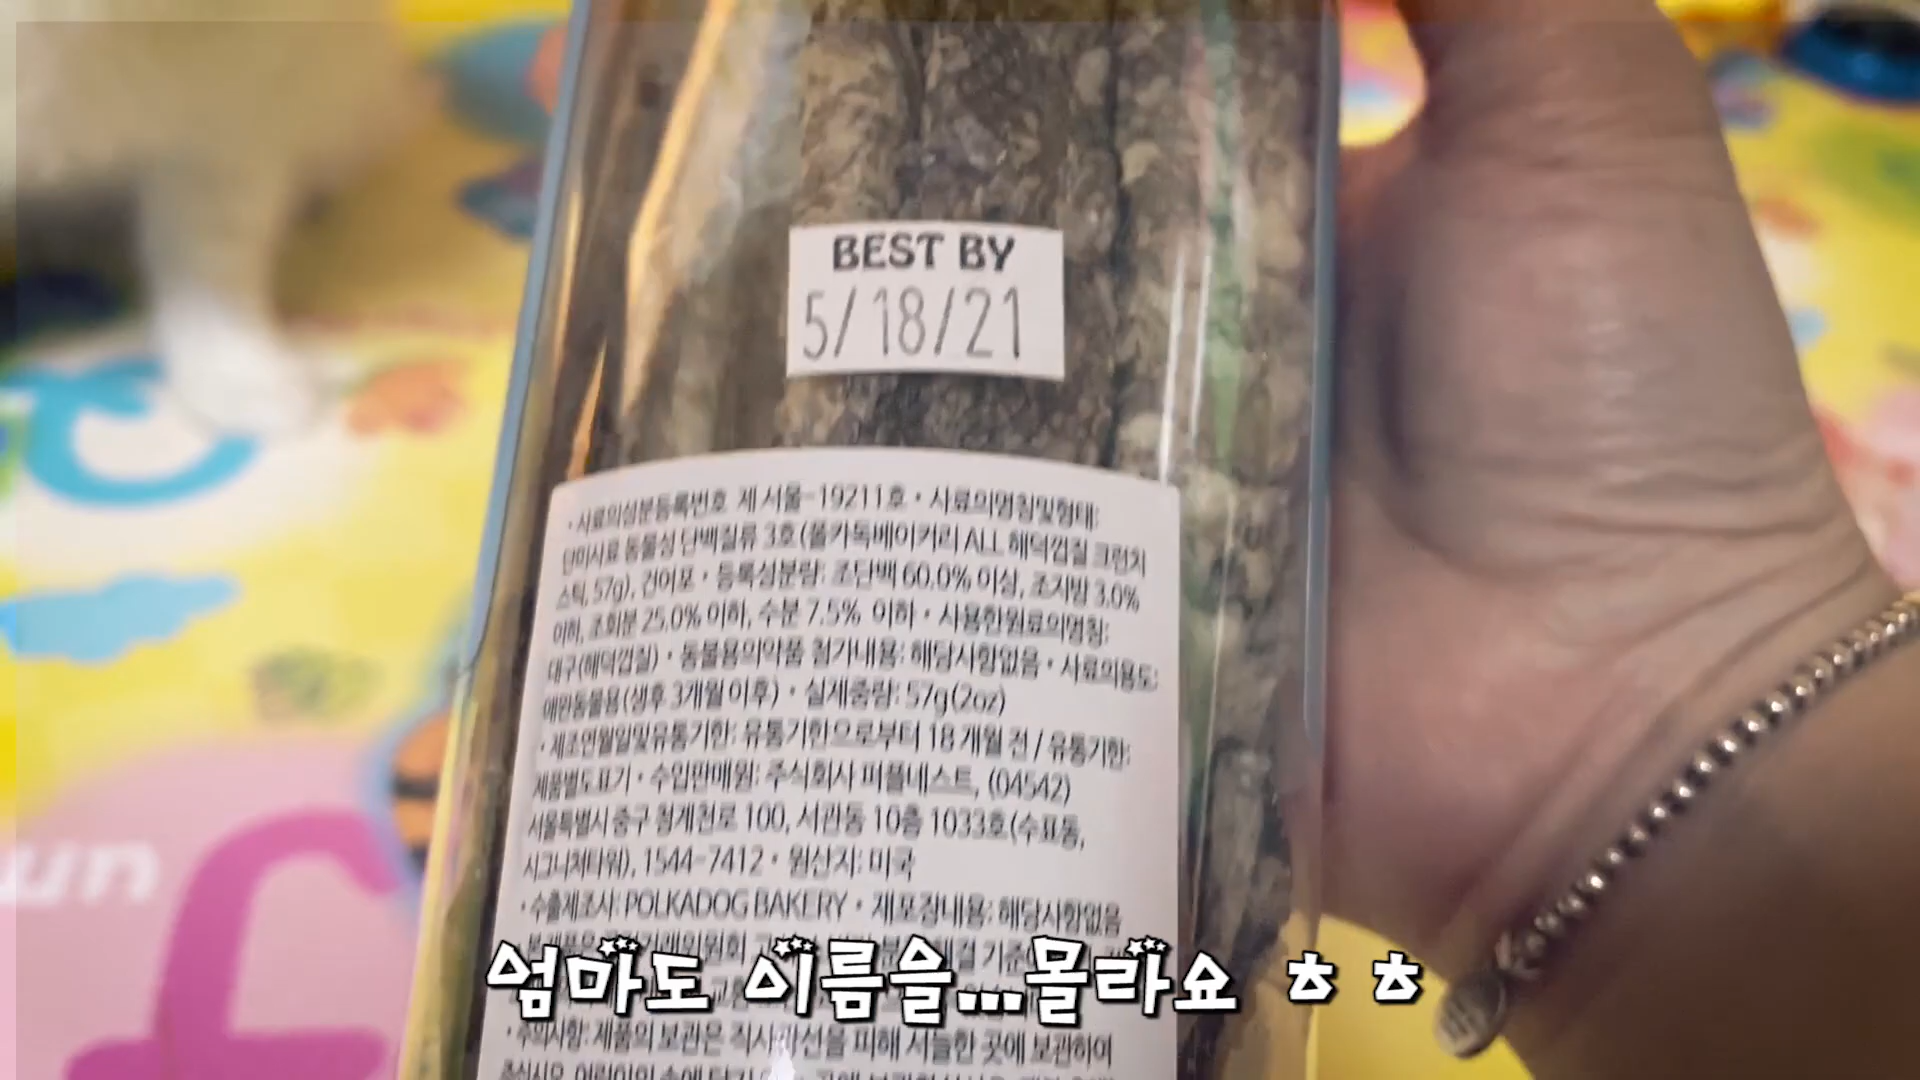 BEST BY
5/18/21
· 사료의성분등록번호 제 서울-19211호 · 사료의명칭및형태:
단미사료 동물성 단백질류 3호(폴카독베이커리 ALL 해덕껍질 크런치
스틱, 57g), 건어포 · 등록성분량: 조단백 60.0% 이상, 조지방 3.0%
이하, 조회분 25.0% 이하, 수분 7.5% 이하 · 사용한원료의명칭:
대구(해덕껍질) · 동물용의약품 첨가내용: 해당사항없음 · 사료의용도:
애완동물용(생후 3개월 이후) · 실제중량: 57g(2oz)
· 제조연월일및유통기한: 유통기한으로부터 18개월 전 / 유통기한:
제품별도표기 · 수입판매원: 주식회사 퍼플네스트, (04542)
서울특별시 중구 청계천로 100, 서관동 10층 1033호(수표동,
시그니쳐타워), 1544-7412 · 원산지: 미국
· 수출제조사: POLKADOG BAKERY · 재포장내용: 해당사항없음
엄마도 이름을...몰라요 ㅎㅎ
· 주의사항: 제품의 보관은 직사광선을 피해 서늘한 곳에 보관하여